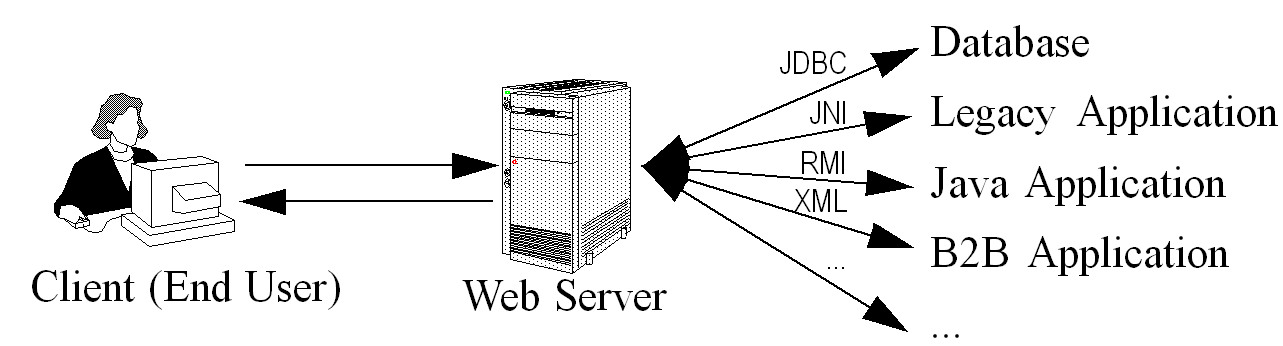 JDBC Database
JNI Legacy Application
RMI Java Application
XML B2B Application
... ...
Client (End User)
Web Server